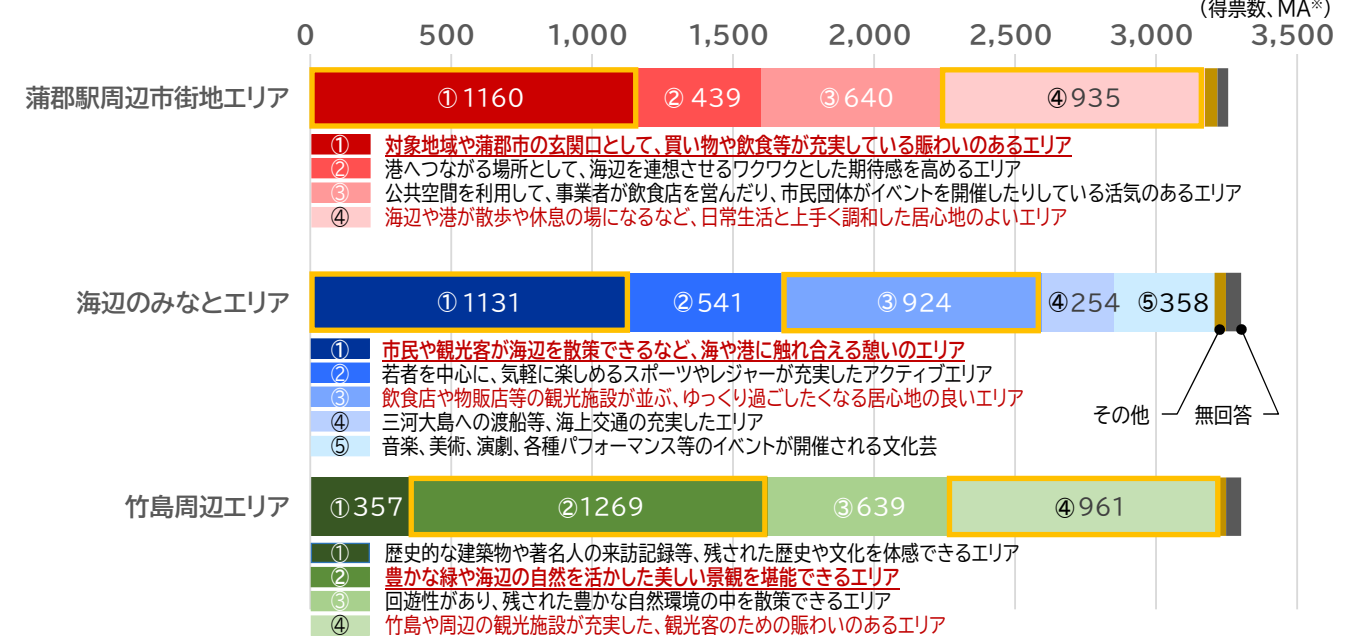 (得票数、MA※)
0 500 1,000 1,500 2,000 2,500 3,000 3,500
蒲郡駅周辺市街地エリア ①1160 ②439 ③640 ④935
① 対象地域や蒲郡市の玄関口として、買い物や飲食等が充実している賑わいのあるエリア
② 港へつながる場所として、海辺を連想させるワクワクとした期待感を高めるエリア
③ 公共空間を利用して、事業者が飲食店を営んだり、市民団体がイベントを開催したりしている活気のあるエリア
④ 海辺や港が散歩や休息の場になるなど、日常生活と上手く調和した居心地のよいエリア
海辺のみなとエリア ①1131 ②541 ③924 ④254 ⑤358
① 市民や観光客が海辺を散策できるなど、海や港に触れ合える憩いのエリア
② 若者を中心に、気軽に楽しめるスポーツやレジャーが充実したアクティブエリア
③ 飲食店や物販店等の観光施設が並ぶ、ゆっくり過ごしたくなる居心地の良いエリア
④ 三河大島への渡船等、海上交通の充実したエリア
⑤ 音楽、美術、演劇、各種パフォーマンス等のイベントが開催される文化芸
その他 無回答
竹島周辺エリア ①357 ②1269 ③639 ④961
① 歴史的な建築物や著名人の来訪記録等、残された歴史や文化を体感できるエリア
② 豊かな緑や海辺の自然を活かした美しい景観を堪能できるエリア
③ 回遊性があり、残された豊かな自然環境の中を散策できるエリア
④ 竹島や周辺の観光施設が充実した、観光客のための賑わいのあるエリア